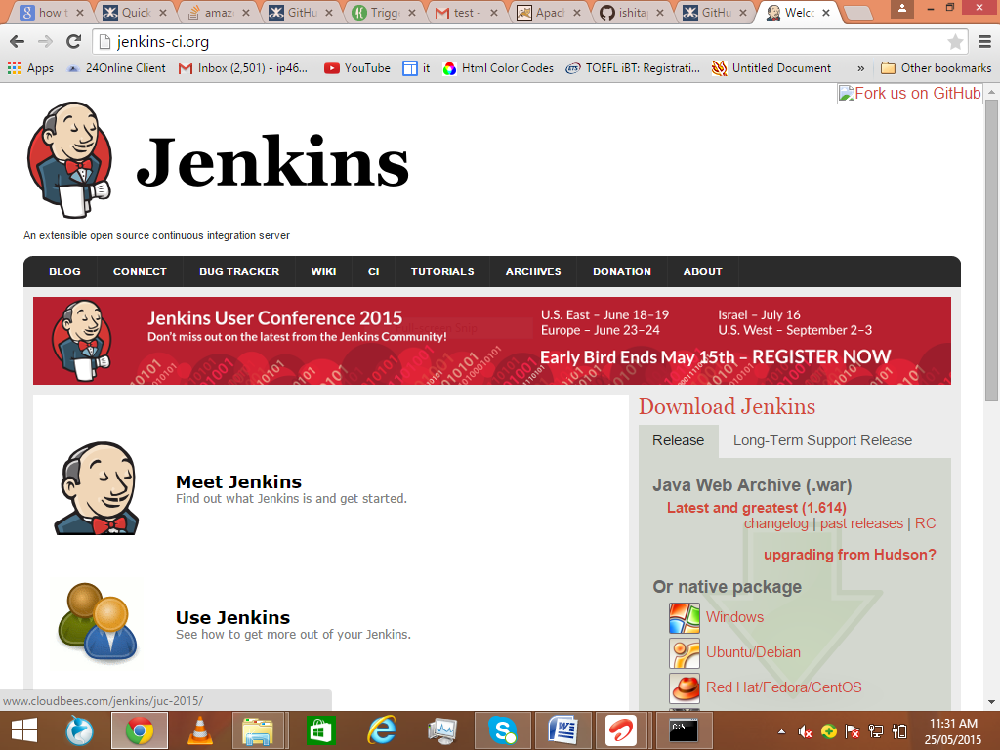 how t
Quick
amaz
GitHu
Trigg
test -
Apac
ishita
GitHu
Welc
jenkins-ci.org
Apps
24Online Client
Inbox (2,501) - ip46...
YouTube
it
Html Color Codes
TOEFL iBT: Registrati...
Untitled Document
»
Other bookmarks
Fork us on GitHub
Jenkins
An extensible open source continuous integration server
BLOG
CONNECT
BUG TRACKER
WIKI
CI
TUTORIALS
ARCHIVES
DONATION
ABOUT
Jenkins User Conference 2015
Don't miss out on the latest from the Jenkins Community!
U.S. East – June 18–19
Israel – July 16
Europe – June 23–24
U.S. West – September 2–3
Early Bird Ends May 15th – REGISTER NOW
Meet Jenkins
Find out what Jenkins is and get started.
Use Jenkins
See how to get more out of your Jenkins.
Download Jenkins
Release
Long-Term Support Release
Java Web Archive (.war)
Latest and greatest (1.614)
changelog | past releases | RC
upgrading from Hudson?
Or native package
Windows
Ubuntu/Debian
Red Hat/Fedora/CentOS
www.cloudbees.com/jenkins/juc-2015/
11:31 AM
25/05/2015